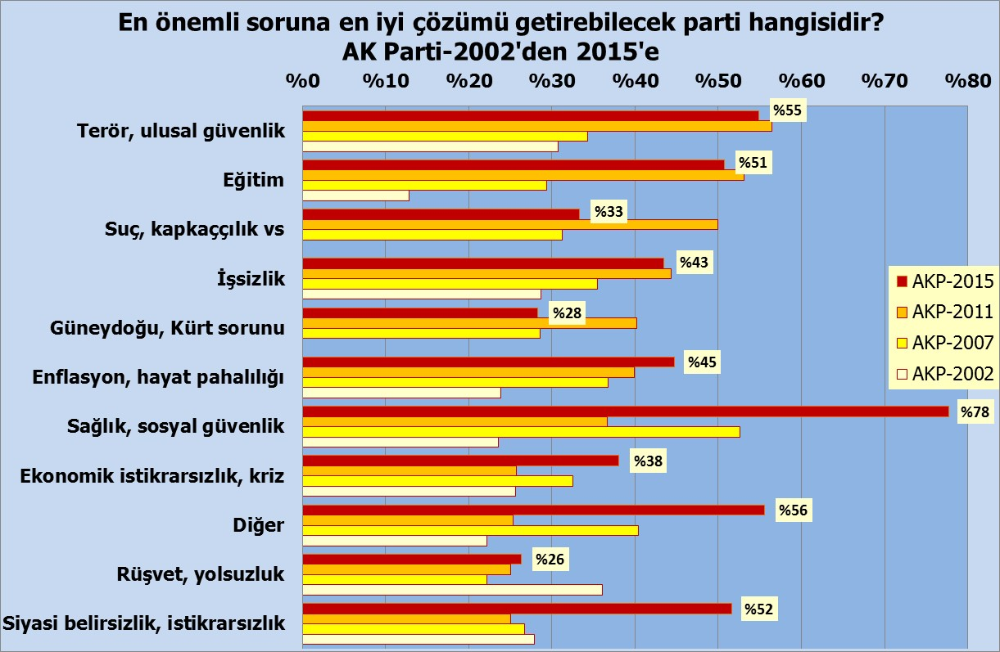 En önemli soruna en iyi çözümü getirebilecek parti hangisidir?
AK Parti-2002'den 2015'e
%0 %10 %20 %30 %40 %50 %60 %70 %80
Terör, ulusal güvenlik %55
Eğitim %51
Suç, kapkaççılık vs %33
İşsizlik %43
AKP-2015
AKP-2011
AKP-2007
AKP-2002
Güneydoğu, Kürt sorunu %28
Enflasyon, hayat pahalılığı %45
Sağlık, sosyal güvenlik %78
Ekonomik istikrarsızlık, kriz %38
Diğer %56
Rüşvet, yolsuzluk %26
Siyasi belirsizlik, istikrarsızlık %52